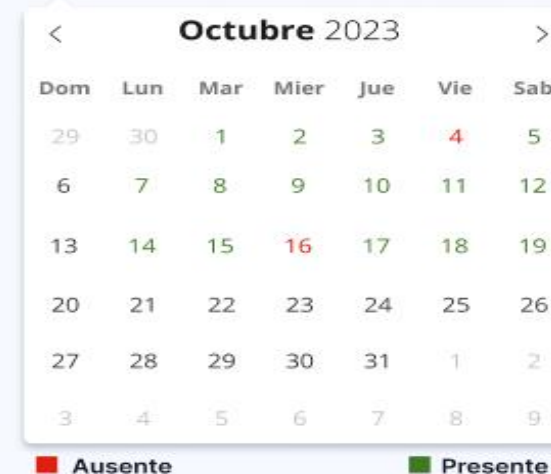 < Octubre 2023 >
Dom Lun Mar Mier Jue Vie Sab
29 30 1 2 3 4 5
6 7 8 9 10 11 12
13 14 15 16 17 18 19
20 21 22 23 24 25 26
27 28 29 30 31 1 2
3 4 5 6 7 8 9
Ausente Presente